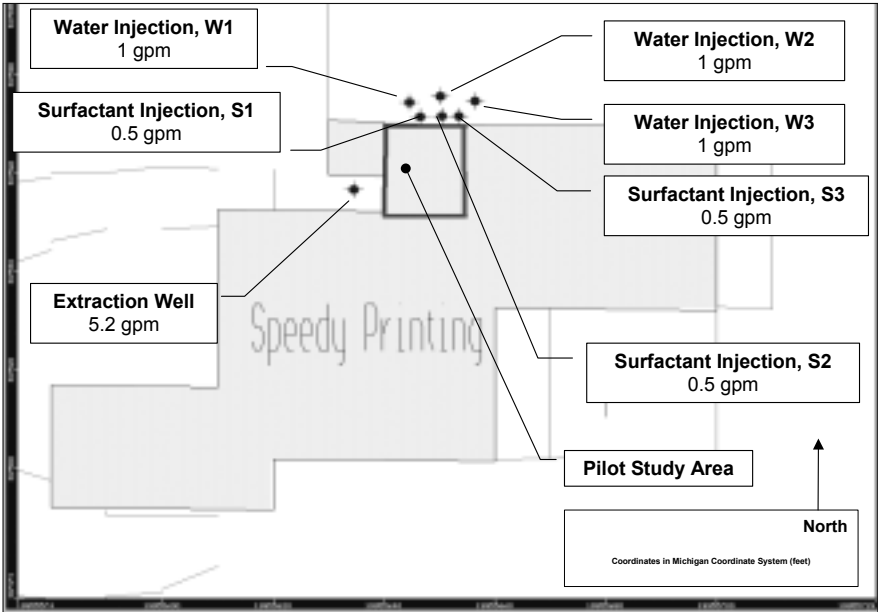 Water Injection, W1
1 gpm
Water Injection, W2
1 gpm
Surfactant Injection, S1
0.5 gpm
Water Injection, W3
1 gpm
Surfactant Injection, S3
0.5 gpm
Extraction Well
5.2 gpm
Speedy Printing
Surfactant Injection, S2
0.5 gpm
Pilot Study Area
North
Coordinates in Michigan Coordinate System (feet)